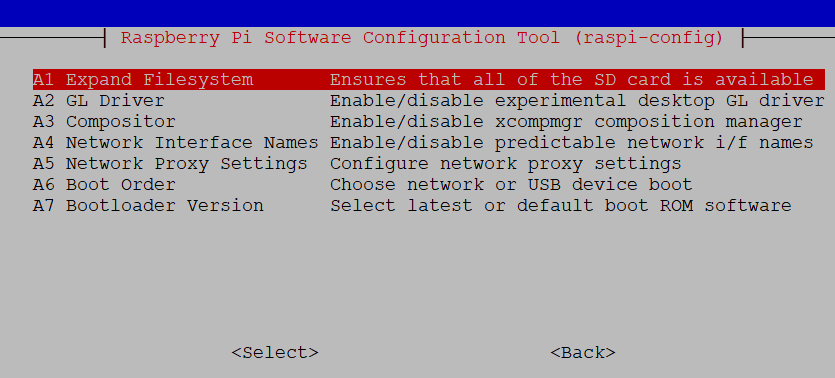 Raspberry Pi Software Configuration Tool (raspi-config)
A1 Expand Filesystem Ensures that all of the SD card is available
A2 GL Driver Enable/disable experimental desktop GL driver
A3 Compositor Enable/disable xcompmgr composition manager
A4 Network Interface Names Enable/disable predictable network i/f names
A5 Network Proxy Settings Configure network proxy settings
A6 Boot Order Choose network or USB device boot
A7 Bootloader Version Select latest or default boot ROM software
<Select> <Back>